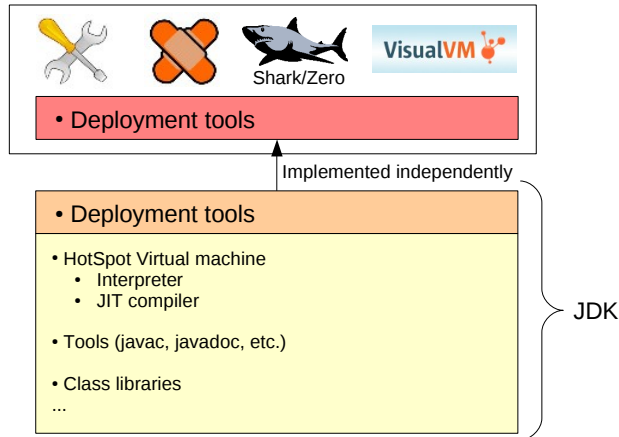 Shark/Zero
VisualVM
• Deployment tools
Implemented independently
• Deployment tools
• HotSpot Virtual machine
• Interpreter
• JIT compiler
• Tools (javac, javadoc, etc.)
• Class libraries
...
JDK